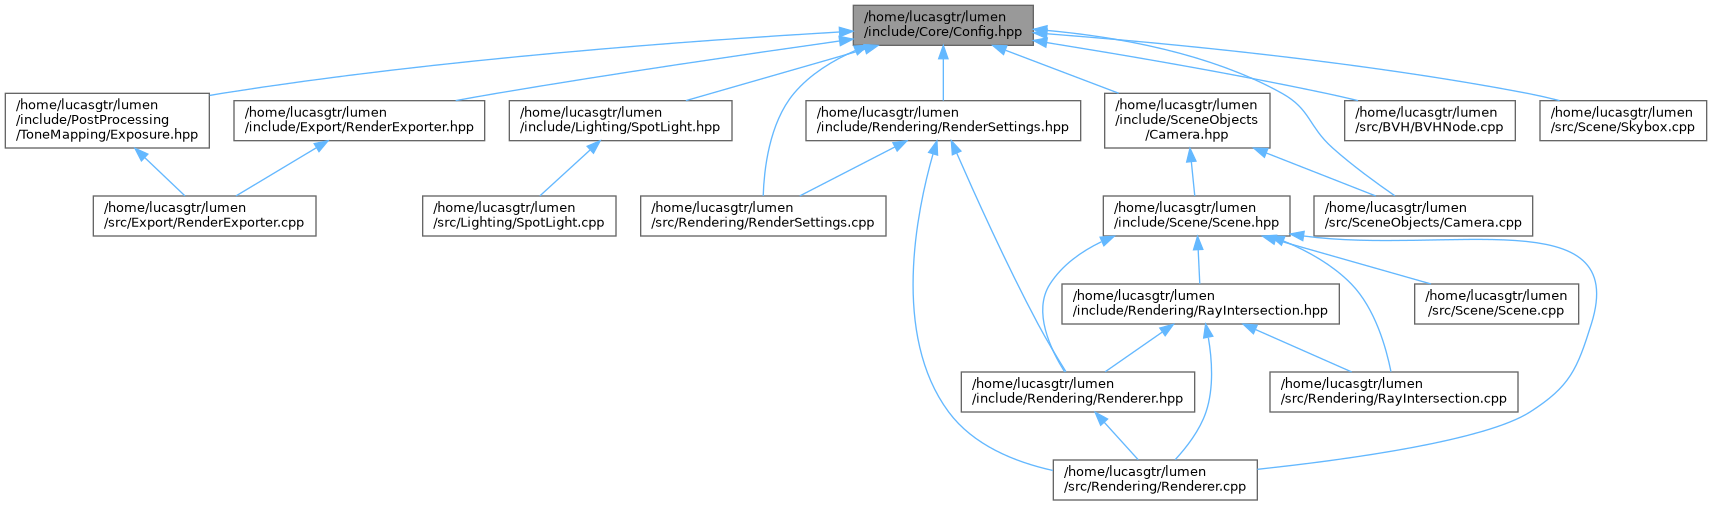 /home/lucasgtr/lumen
/include/Core/Config.hpp
/home/lucasgtr/lumen
/include/PostProcessing
/ToneMapping/Exposure.hpp
/home/lucasgtr/lumen
/include/Export/RenderExporter.hpp
/home/lucasgtr/lumen
/include/Lighting/SpotLight.hpp
/home/lucasgtr/lumen
/include/Rendering/RenderSettings.hpp
/home/lucasgtr/lumen
/include/SceneObjects
/Camera.hpp
/home/lucasgtr/lumen
/src/BVH/BVHNode.cpp
/home/lucasgtr/lumen
/src/Scene/Skybox.cpp
/home/lucasgtr/lumen
/src/Export/RenderExporter.cpp
/home/lucasgtr/lumen
/src/Lighting/SpotLight.cpp
/home/lucasgtr/lumen
/src/Rendering/RenderSettings.cpp
/home/lucasgtr/lumen
/include/Scene/Scene.hpp
/home/lucasgtr/lumen
/src/SceneObjects/Camera.cpp
/home/lucasgtr/lumen
/include/Rendering/RayIntersection.hpp
/home/lucasgtr/lumen
/src/Scene/Scene.cpp
/home/lucasgtr/lumen
/include/Rendering/Renderer.hpp
/home/lucasgtr/lumen
/src/Rendering/RayIntersection.cpp
/home/lucasgtr/lumen
/src/Rendering/Renderer.cpp